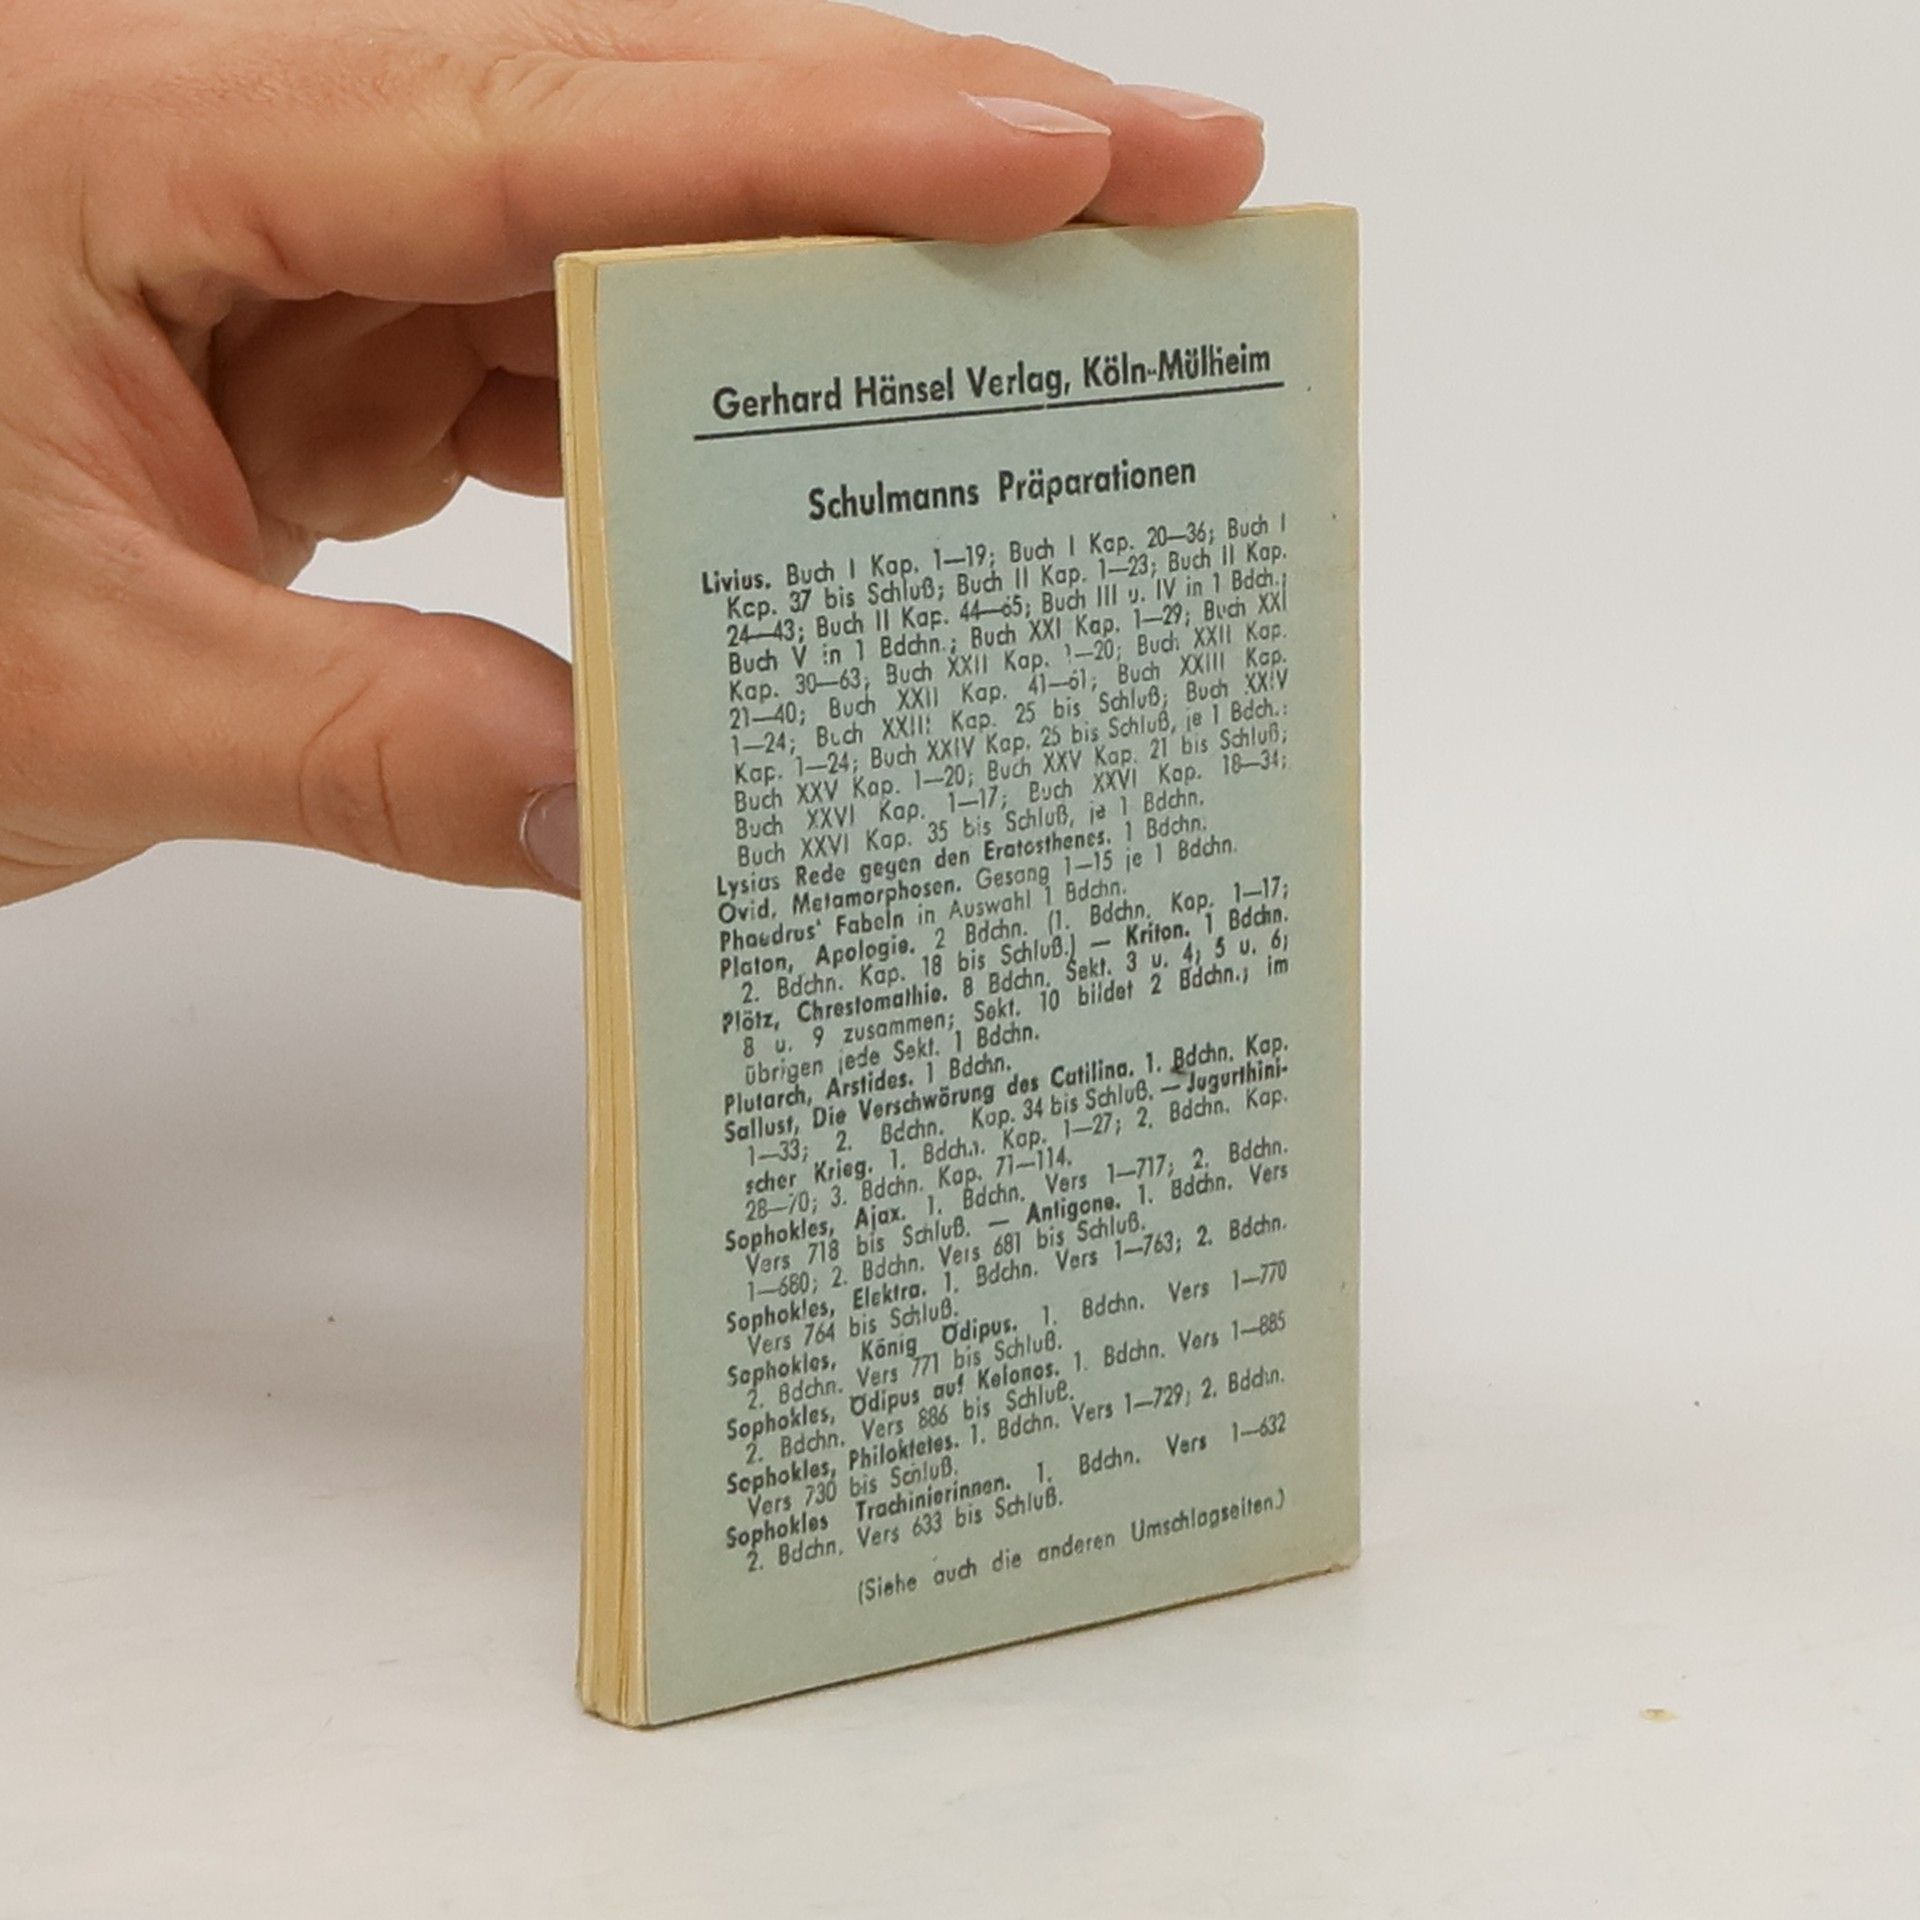 Gerhard Hänsel Verlag, Köln-Mülheim
Schulmanns Präparationen
Livius. Buch I Kap. 1—19; Buch I Kap. 20—36; Buch I
Kap. 37 bis Schluß; Buch II Kap. 1—23; Buch II Kap.
24—43; Buch II Kap. 44—65; Buch III u. IV in 1 Bdch.;
Buch V in 1 Bdchn.; Buch XXI Kap. 1—29; Buch XXI
Kap. 30—63; Buch XXII Kap. 1—20; Buch XXII Kap.
21—40; Buch XXII Kap. 41—61; Buch XXIII Kap.
1—24; Buch XXIII Kap. 25 bis Schluß; Buch XXIV
Kap. 1—24; Buch XXIV Kap. 25 bis Schluß, je 1 Bdch.:
Buch XXV Kap. 1—20; Buch XXV Kap. 21 bis Schluß;
Buch XXVI Kap. 1—17; Buch XXVI Kap. 18—34;
Buch XXVI Kap. 35 bis Schluß, je 1 Bdchn.
Lysias Rede gegen den Eratosthenes. 1 Bdchn.
Ovid, Metamorphosen. Gesang 1—15 je 1 Bdchn.
Phaedrus' Fabeln in Auswahl 1 Bdchn.
Platon, Apologie. 2 Bdchn. (1. Bdchn. Kap. 1—17;
2. Bdchn. Kap. 18 bis Schluß.) — Kriton. 1 Bdchn.
Plötz, Chrestomathie. 8 Bdchn. Sekt. 3 u. 4; 5 u. 6;
8 u. 9 zusammen; Sekt. 10 bildet 2 Bdchn.; im
übrigen jede Sekt. 1 Bdchn.
Plutarch, Arstides. 1 Bdchn.
Sallust, Die Verschwörung des Catilina. 1. Bdchn. Kap.
1—33; 2. Bdchn. Kap. 34 bis Schluß. — Jugurthini-
scher Krieg. 1. Bdchn. Kap. 1—27; 2. Bdchn. Kap.
28—70; 3. Bdchn. Kap. 71—114.
Sophokles, Ajax. 1. Bdchn. Vers 1—717; 2. Bdchn.
Vers 718 bis Schluß. — Antigone. 1. Bdchn. Vers
1—680; 2. Bdchn. Vers 681 bis Schluß.
Sophokles, Elektra. 1. Bdchn. Vers 1—763; 2. Bdchn.
Vers 764 bis Schluß.
Sophokles, König Ödipus. 1. Bdchn. Vers 1—770
2. Bdchn. Vers 771 bis Schluß.
Sophokles, Ödipus auf Kolonos. 1. Bdchn. Vers 1—885
2. Bdchn. Vers 886 bis Schluß.
Sophokles, Philoktetes. 1. Bdchn. Vers 1—729; 2. Bdchn.
Vers 730 bis Schluß.
Sophokles Trachinierinnen. 1. Bdchn. Vers 1—632
2. Bdchn. Vers 633 bis Schluß.
(Siehe auch die anderen Umschlagseiten.)